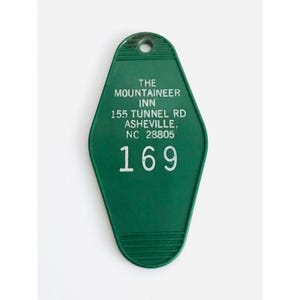 THE
MOUNTAINEER
INN
155 TUNNEL RD
ASHEVILLE,
NC 28805
169